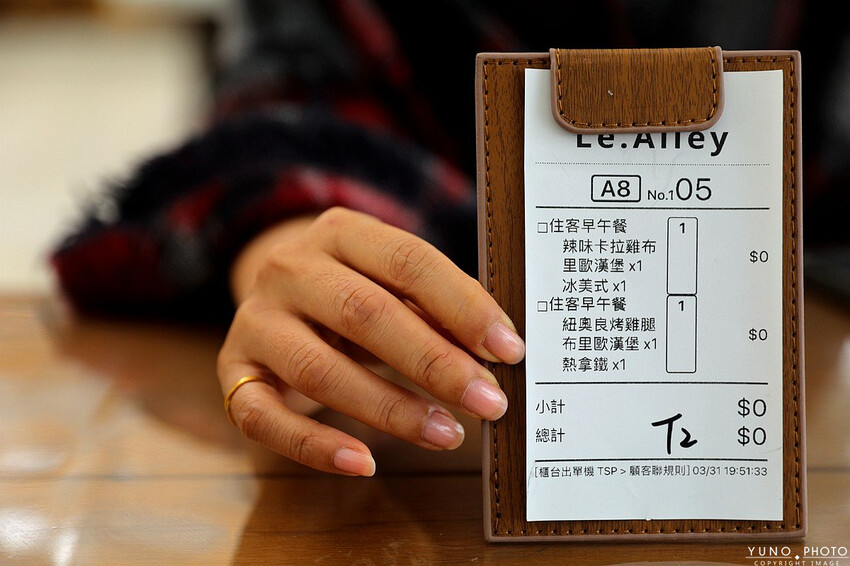 Le.Alley
A8 No.105
□住客早午餐 1
辣味卡拉雞布
里歐漢堡 x1
冰美式 x1
$0
□住客早午餐 1
紐奧良烤雞腿
布里歐漢堡 x1
熱拿鐵 x1
$0
小計 $0
總計 $0
T2
[櫃台出單機 TSP > 顧客聯規則] 03/31 19:51:33
YUNO.PHOTO
COPYRIGHT IMAGE